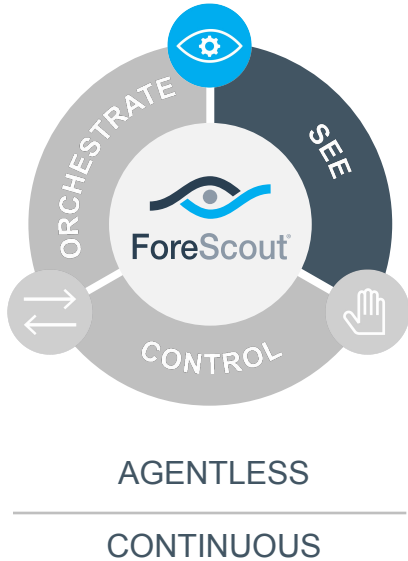 ORCHESTRATE
SEE
ForeScout
CONTROL
AGENTLESS
CONTINUOUS